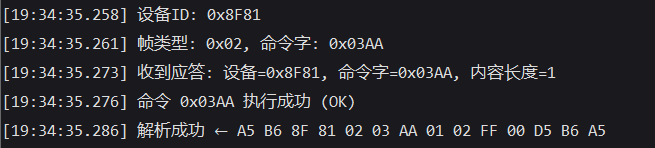 [19:34:35.258] 设备ID: 0x8F81
[19:34:35.261] 帧类型: 0x02, 命令字: 0x03AA
[19:34:35.273] 收到应答: 设备=0x8F81, 命令字=0x03AA, 内容长度=1
[19:34:35.276] 命令 0x03AA 执行成功 (OK)
[19:34:35.286] 解析成功 ← A5 B6 8F 81 02 03 AA 01 02 FF 00 D5 B6 A5